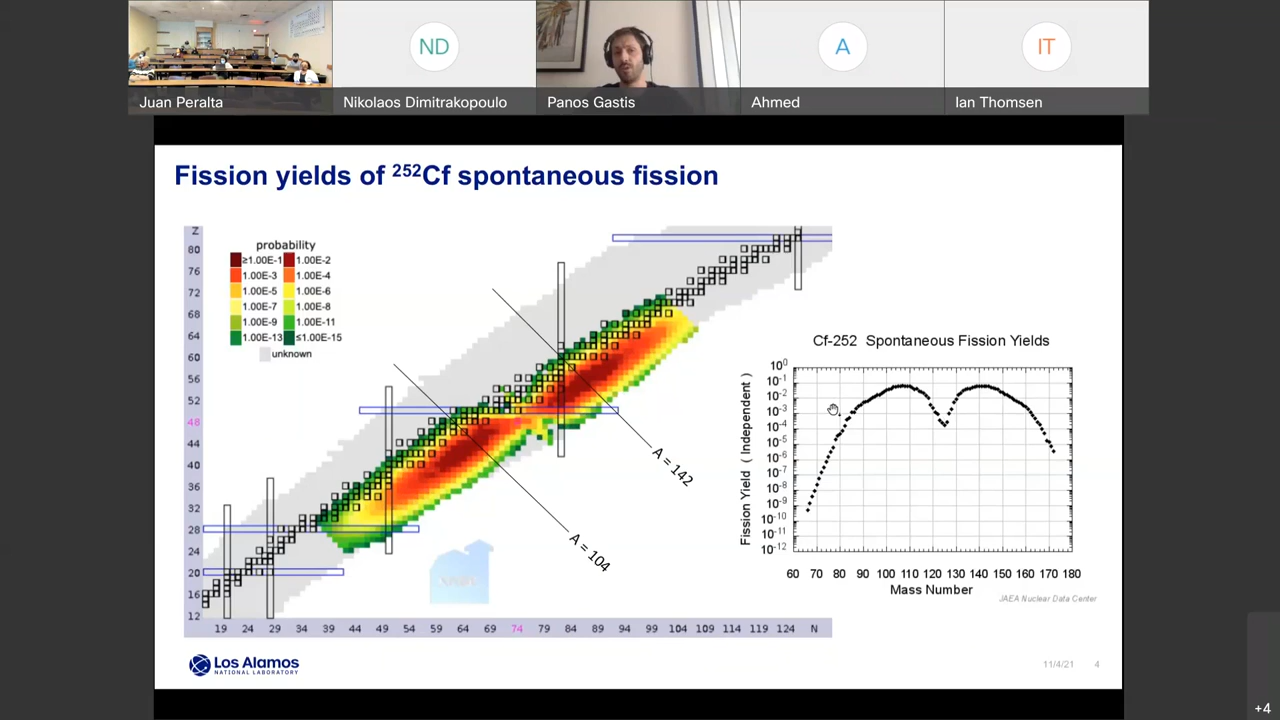 ND
A
IT
Juan Peralta
Nikolaos Dimitrakopoulo
Panos Gastis
Ahmed
Ian Thomsen
Fission yields of 252Cf spontaneous fission
Z
80
76
72
68
64
60
56
52
48
44
40
36
32
28
24
20
16
12
probability
≥1.00E-1 1.00E-2
1.00E-3 1.00E-4
1.00E-5 1.00E-6
1.00E-7 1.00E-8
1.00E-9 1.00E-11
1.00E-13 ≤1.00E-15
unknown
A = 142
A = 104
19 24 29 34 39 44 49 54 59 64 69 74 79 84 89 94 99 104 109 114 119 124 N
Cf-252 Spontaneous Fission Yields
Fission Yield ( Independent )
10^0
10^-1
10^-2
10^-3
10^-4
10^-5
10^-6
10^-7
10^-8
10^-9
10^-10
10^-11
10^-12
60 70 80 90 100 110 120 130 140 150 160 170 180
Mass Number
JAEA Nuclear Data Center
Los Alamos
NATIONAL LABORATORY
11/4/21 4
+4